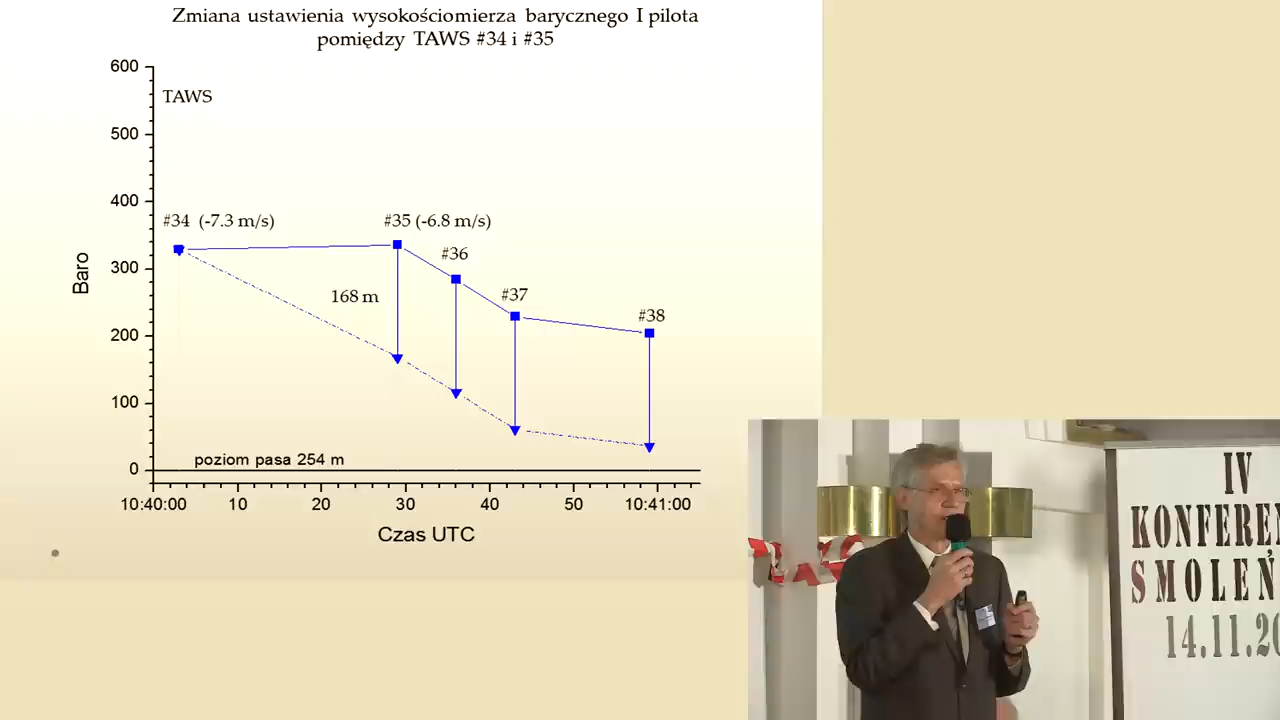 Zmiana ustawienia wysokościomierza barycznego I pilota
pomiędzy TAWS #34 i #35
600
TAWS
500
400
#34 (-7.3 m/s)
#35 (-6.8 m/s)
#36
300
168 m
#37
#38
200
100
poziom pasa 254 m
0
Baro
10:40:00 10 20 30 40 50 10:41:00
Czas UTC
IV
KONFEREN
SMOLEŃ
14.11.20